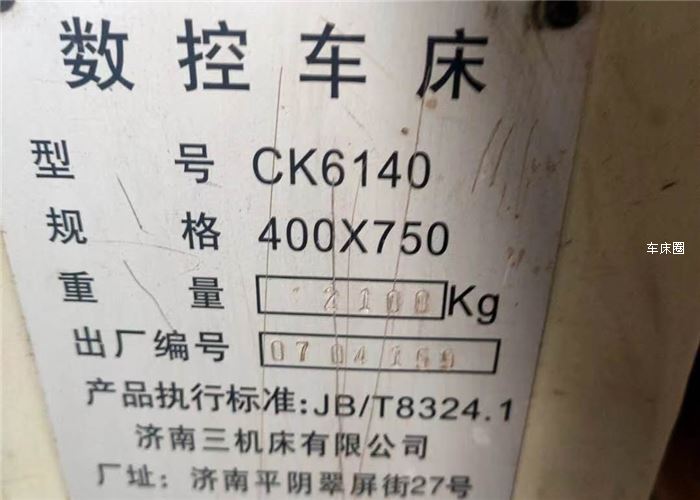 数控车床
型号 CK6140
规格 400X750
重量 2100 Kg
出厂编号 0704159
产品执行标准:JB/T8324.1
济南三机床有限公司
厂址:济南平阴翠屏街27号
车床圈